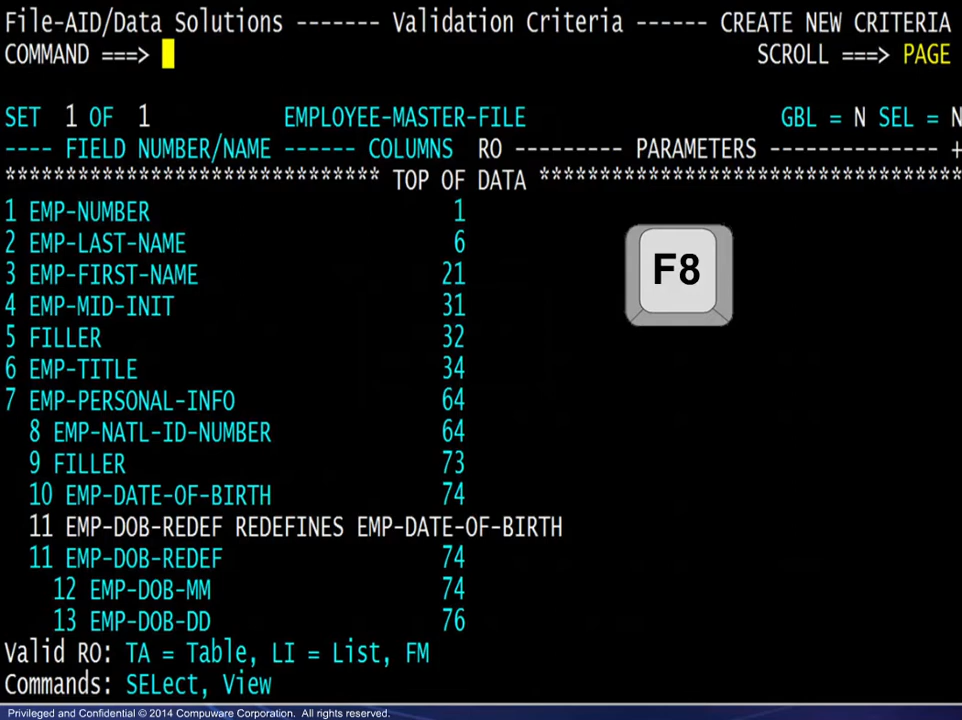 File-AID/Data Solutions ------- Validation Criteria ------ CREATE NEW CRITERIA
COMMAND ===> SCROLL ===> PAGE
SET 1 OF 1 EMPLOYEE-MASTER-FILE GBL = N SEL = N
---- FIELD NUMBER/NAME ------ COLUMNS RO --------- PARAMETERS -------------- +
******************************* TOP OF DATA ***********************************
1 EMP-NUMBER 1
2 EMP-LAST-NAME 6
3 EMP-FIRST-NAME 21
F8
4 EMP-MID-INIT 31
5 FILLER 32
6 EMP-TITLE 34
7 EMP-PERSONAL-INFO 64
8 EMP-NATL-ID-NUMBER 64
9 FILLER 73
10 EMP-DATE-OF-BIRTH 74
11 EMP-DOB-REDEF REDEFINES EMP-DATE-OF-BIRTH
11 EMP-DOB-REDEF 74
12 EMP-DOB-MM 74
13 EMP-DOB-DD 76
Valid RO: TA = Table, LI = List, FM
Commands: SELect, View
Privileged and Confidential © 2014 Compuware Corporation. All rights reserved.